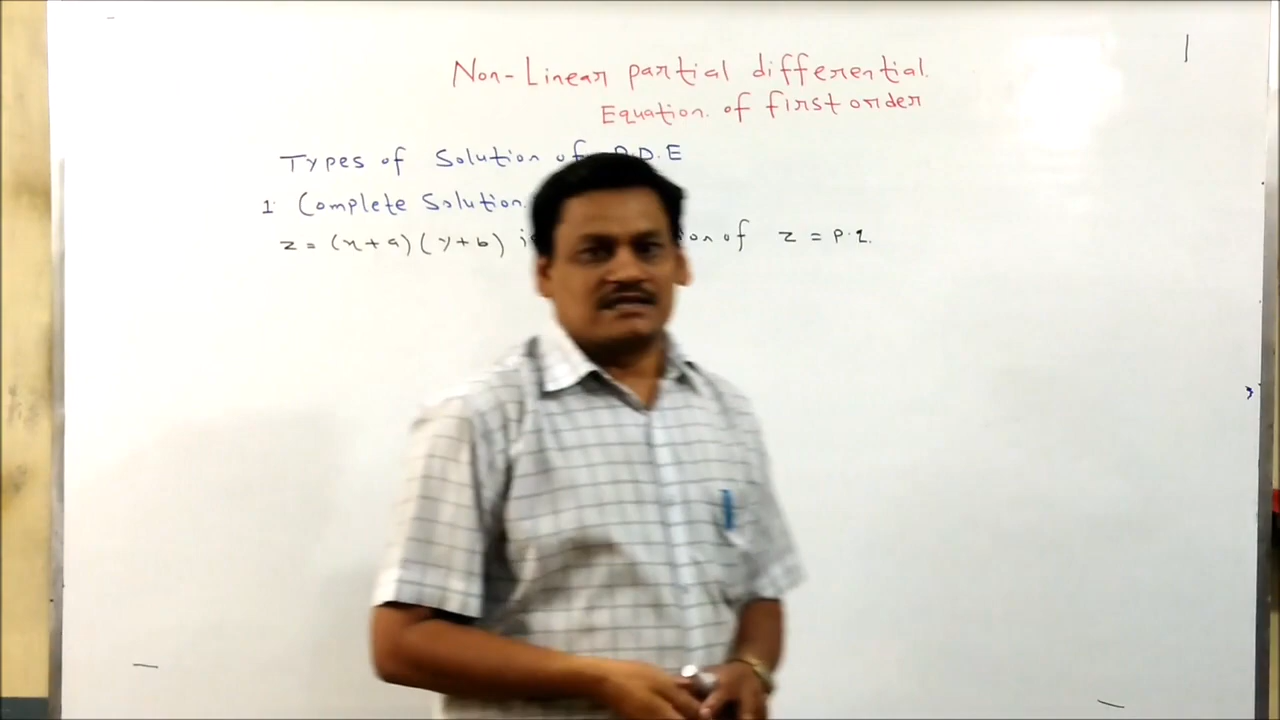 Non-Linear partial differential
Equation of first order
Types of Solution of P.D.E
1 Complete Solution
z = (x+a)(y+b) of z = p.q.